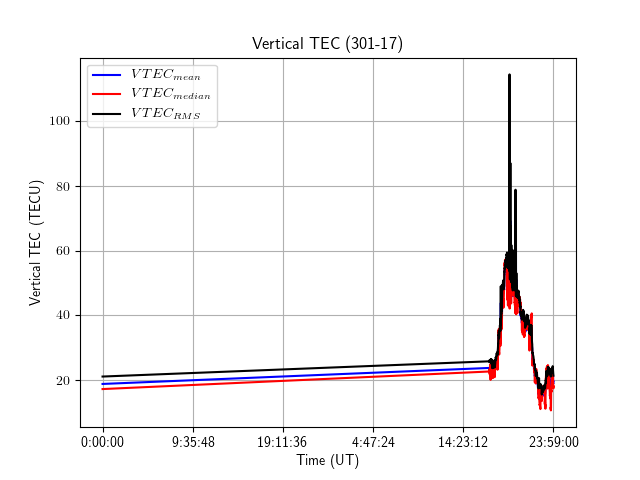 Vertical TEC (301-17)
VTEC_mean
VTEC_median
VTEC_RMS
Vertical TEC (TECU)
100
80
60
40
20
0:00:00 9:35:48 19:11:36 4:47:24 14:23:12 23:59:00
Time (UT)